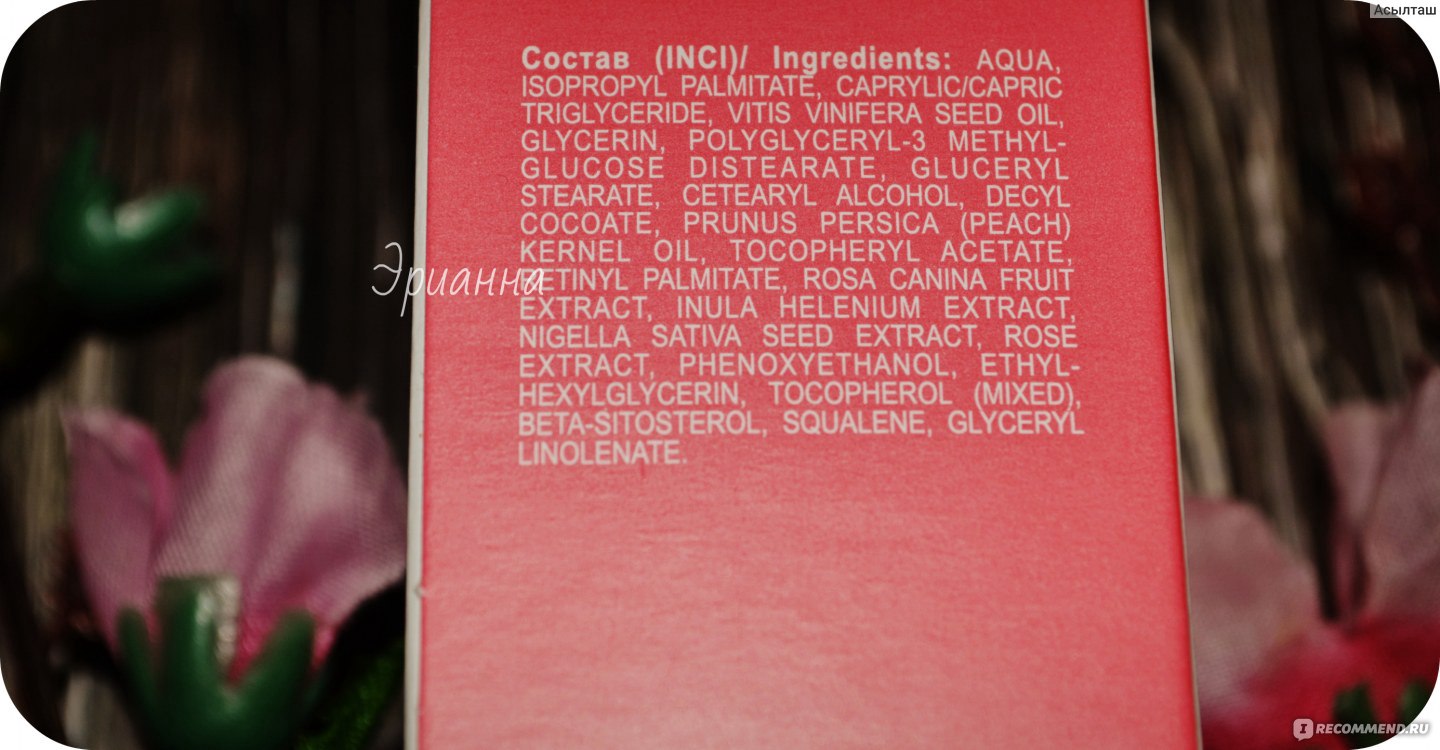 Асылташ
Состав (INCI)/ Ingredients: AQUA,
ISOPROPYL PALMITATE, CAPRYLIC/CAPRIC
TRIGLYCERIDE, VITIS VINIFERA SEED OIL,
GLYCERIN, POLYGLYCERYL-3 METHYL-
GLUCOSE DISTEARATE, GLUCERYL
STEARATE, CETEARYL ALCOHOL, DECYL
COCOATE, PRUNUS PERSICA (PEACH)
KERNEL OIL, TOCOPHERYL ACETATE,
Эрианна
RETINYL PALMITATE, ROSA CANINA FRUIT
EXTRACT, INULA HELENIUM EXTRACT,
NIGELLA SATIVA SEED EXTRACT, ROSE
EXTRACT, PHENOXYETHANOL, ETHYL-
HEXYLGLYCERIN, TOCOPHEROL (MIXED),
BETA-SITOSTEROL, SQUALENE, GLYCERYL
LINOLENATE.
IRECOMMEND.RU